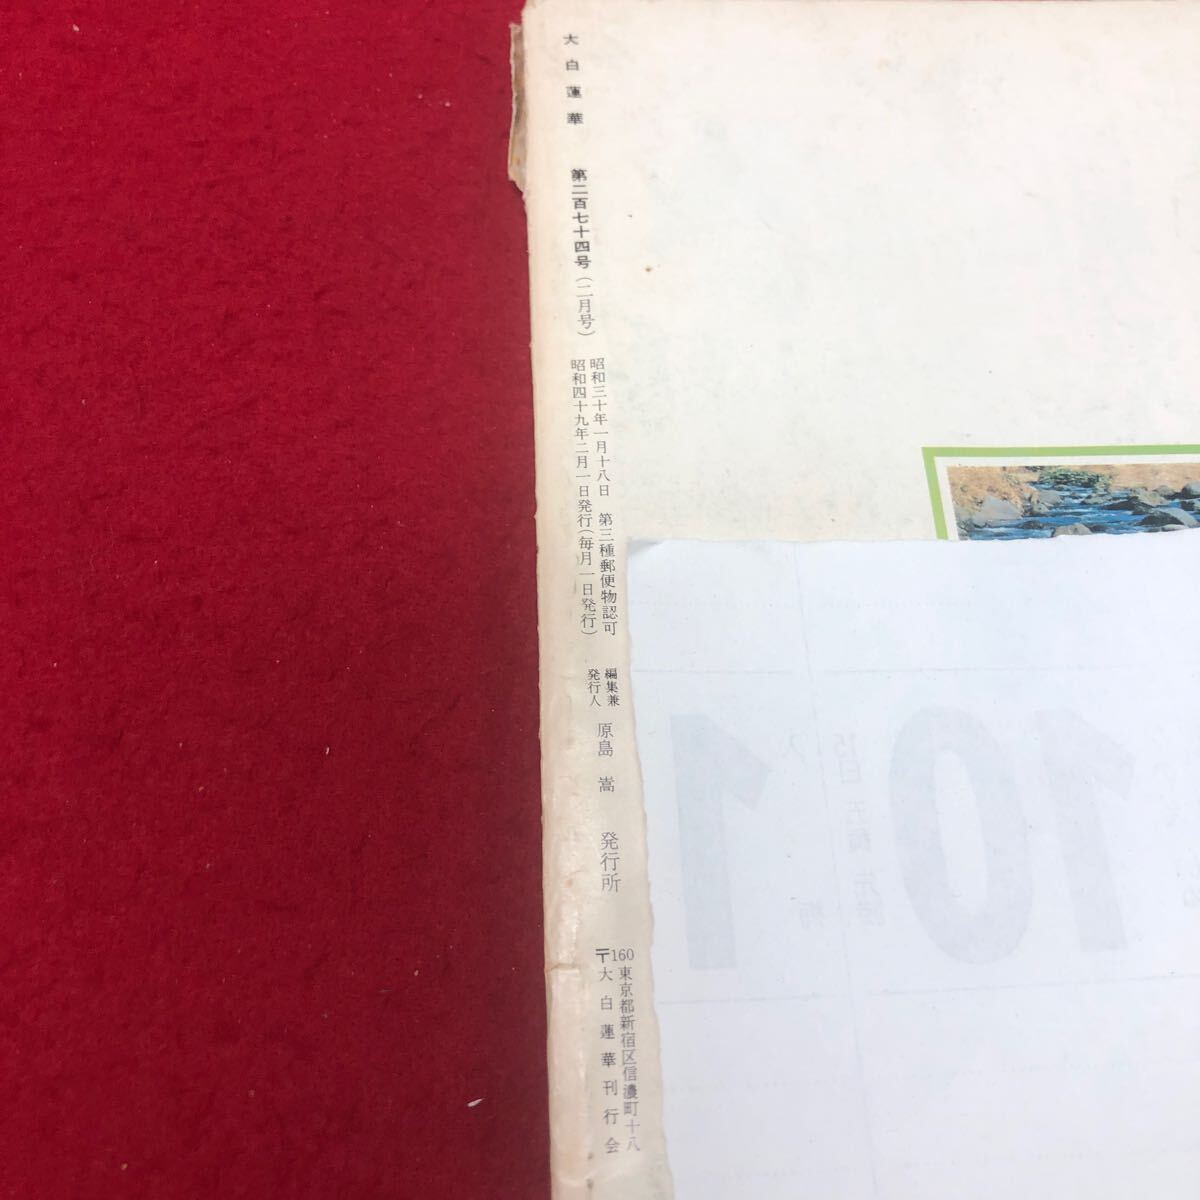 大白蓮華
第二百七十四号(二月号)
昭和三十年一月十八日 第三種郵便物認可
昭和四十九年二月一日発行(毎月一日発行)
編集兼
発行人
原島 嵩
発行所
〒160 東京都新宿区信濃町十八
大白蓮華刊行会
10
1